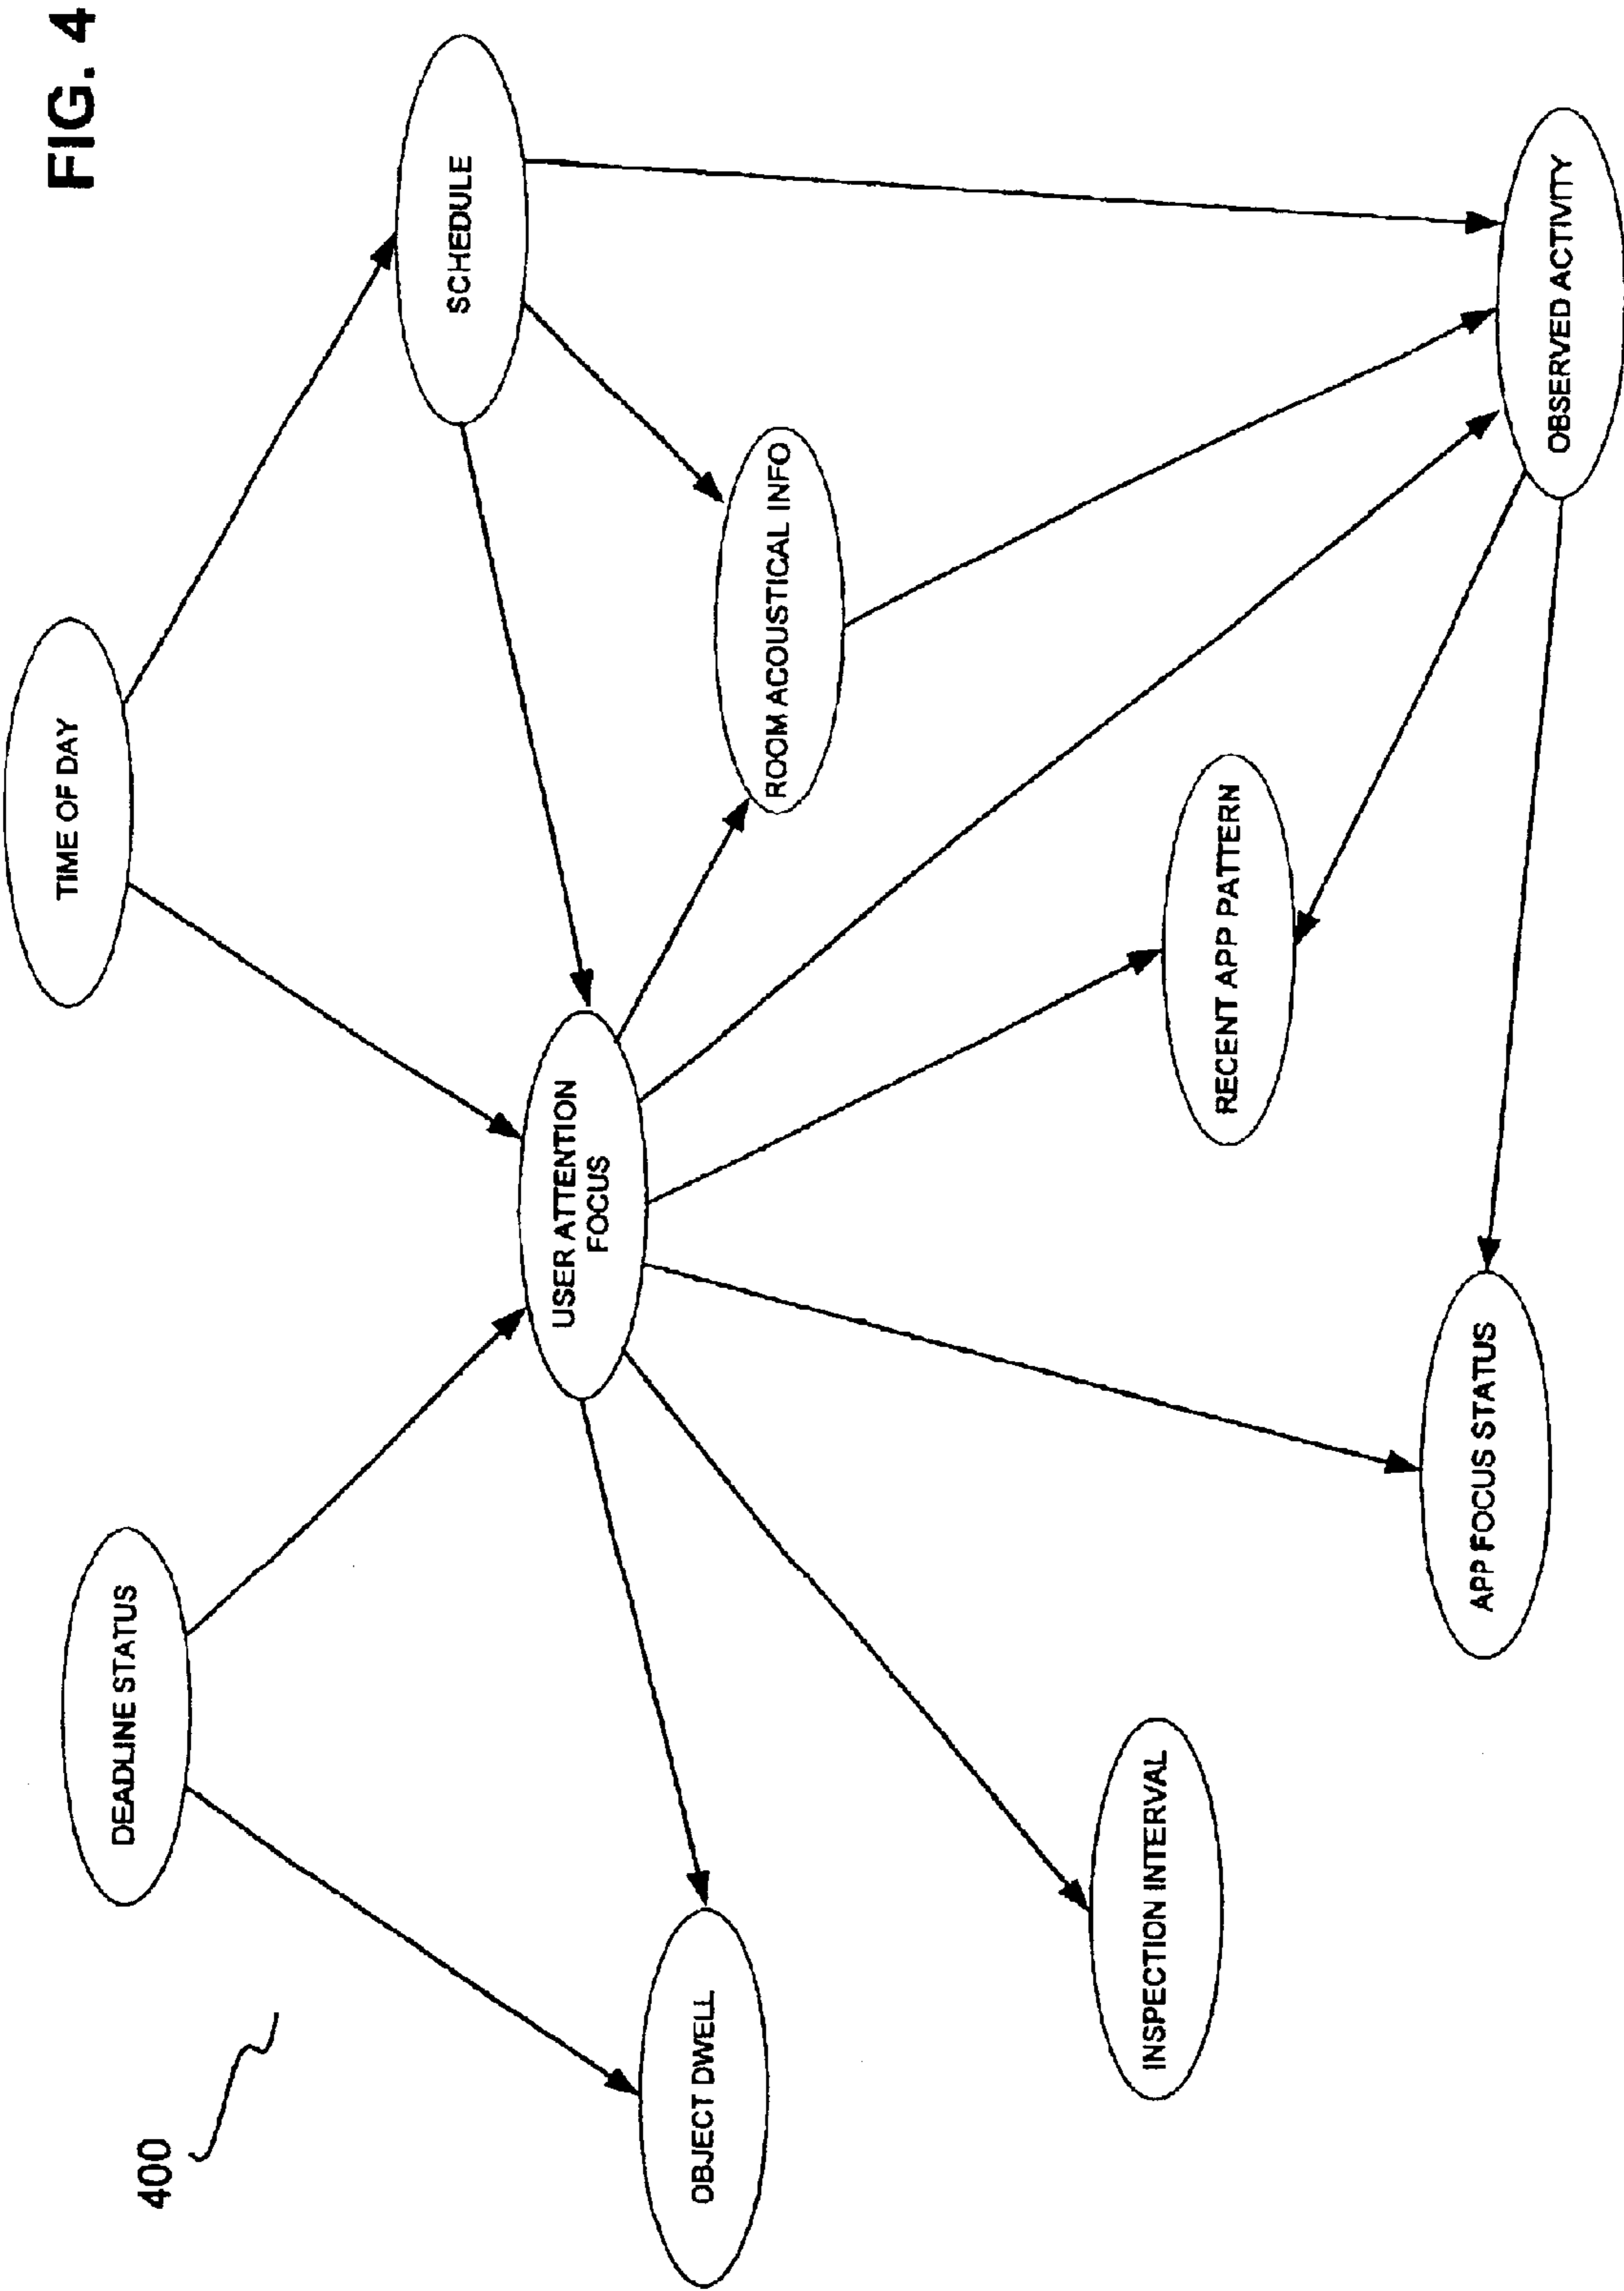 FIG. 4
400
DEADLINE STATUS
TIME OF DAY
SCHEDULE
USER ATTENTION
FOCUS
OBJECT DWELL
ROOM ACOUSTICAL INFO
INSPECTION INTERVAL
RECENT APP PATTERN
APP FOCUS STATUS
OBSERVED ACTIVITY